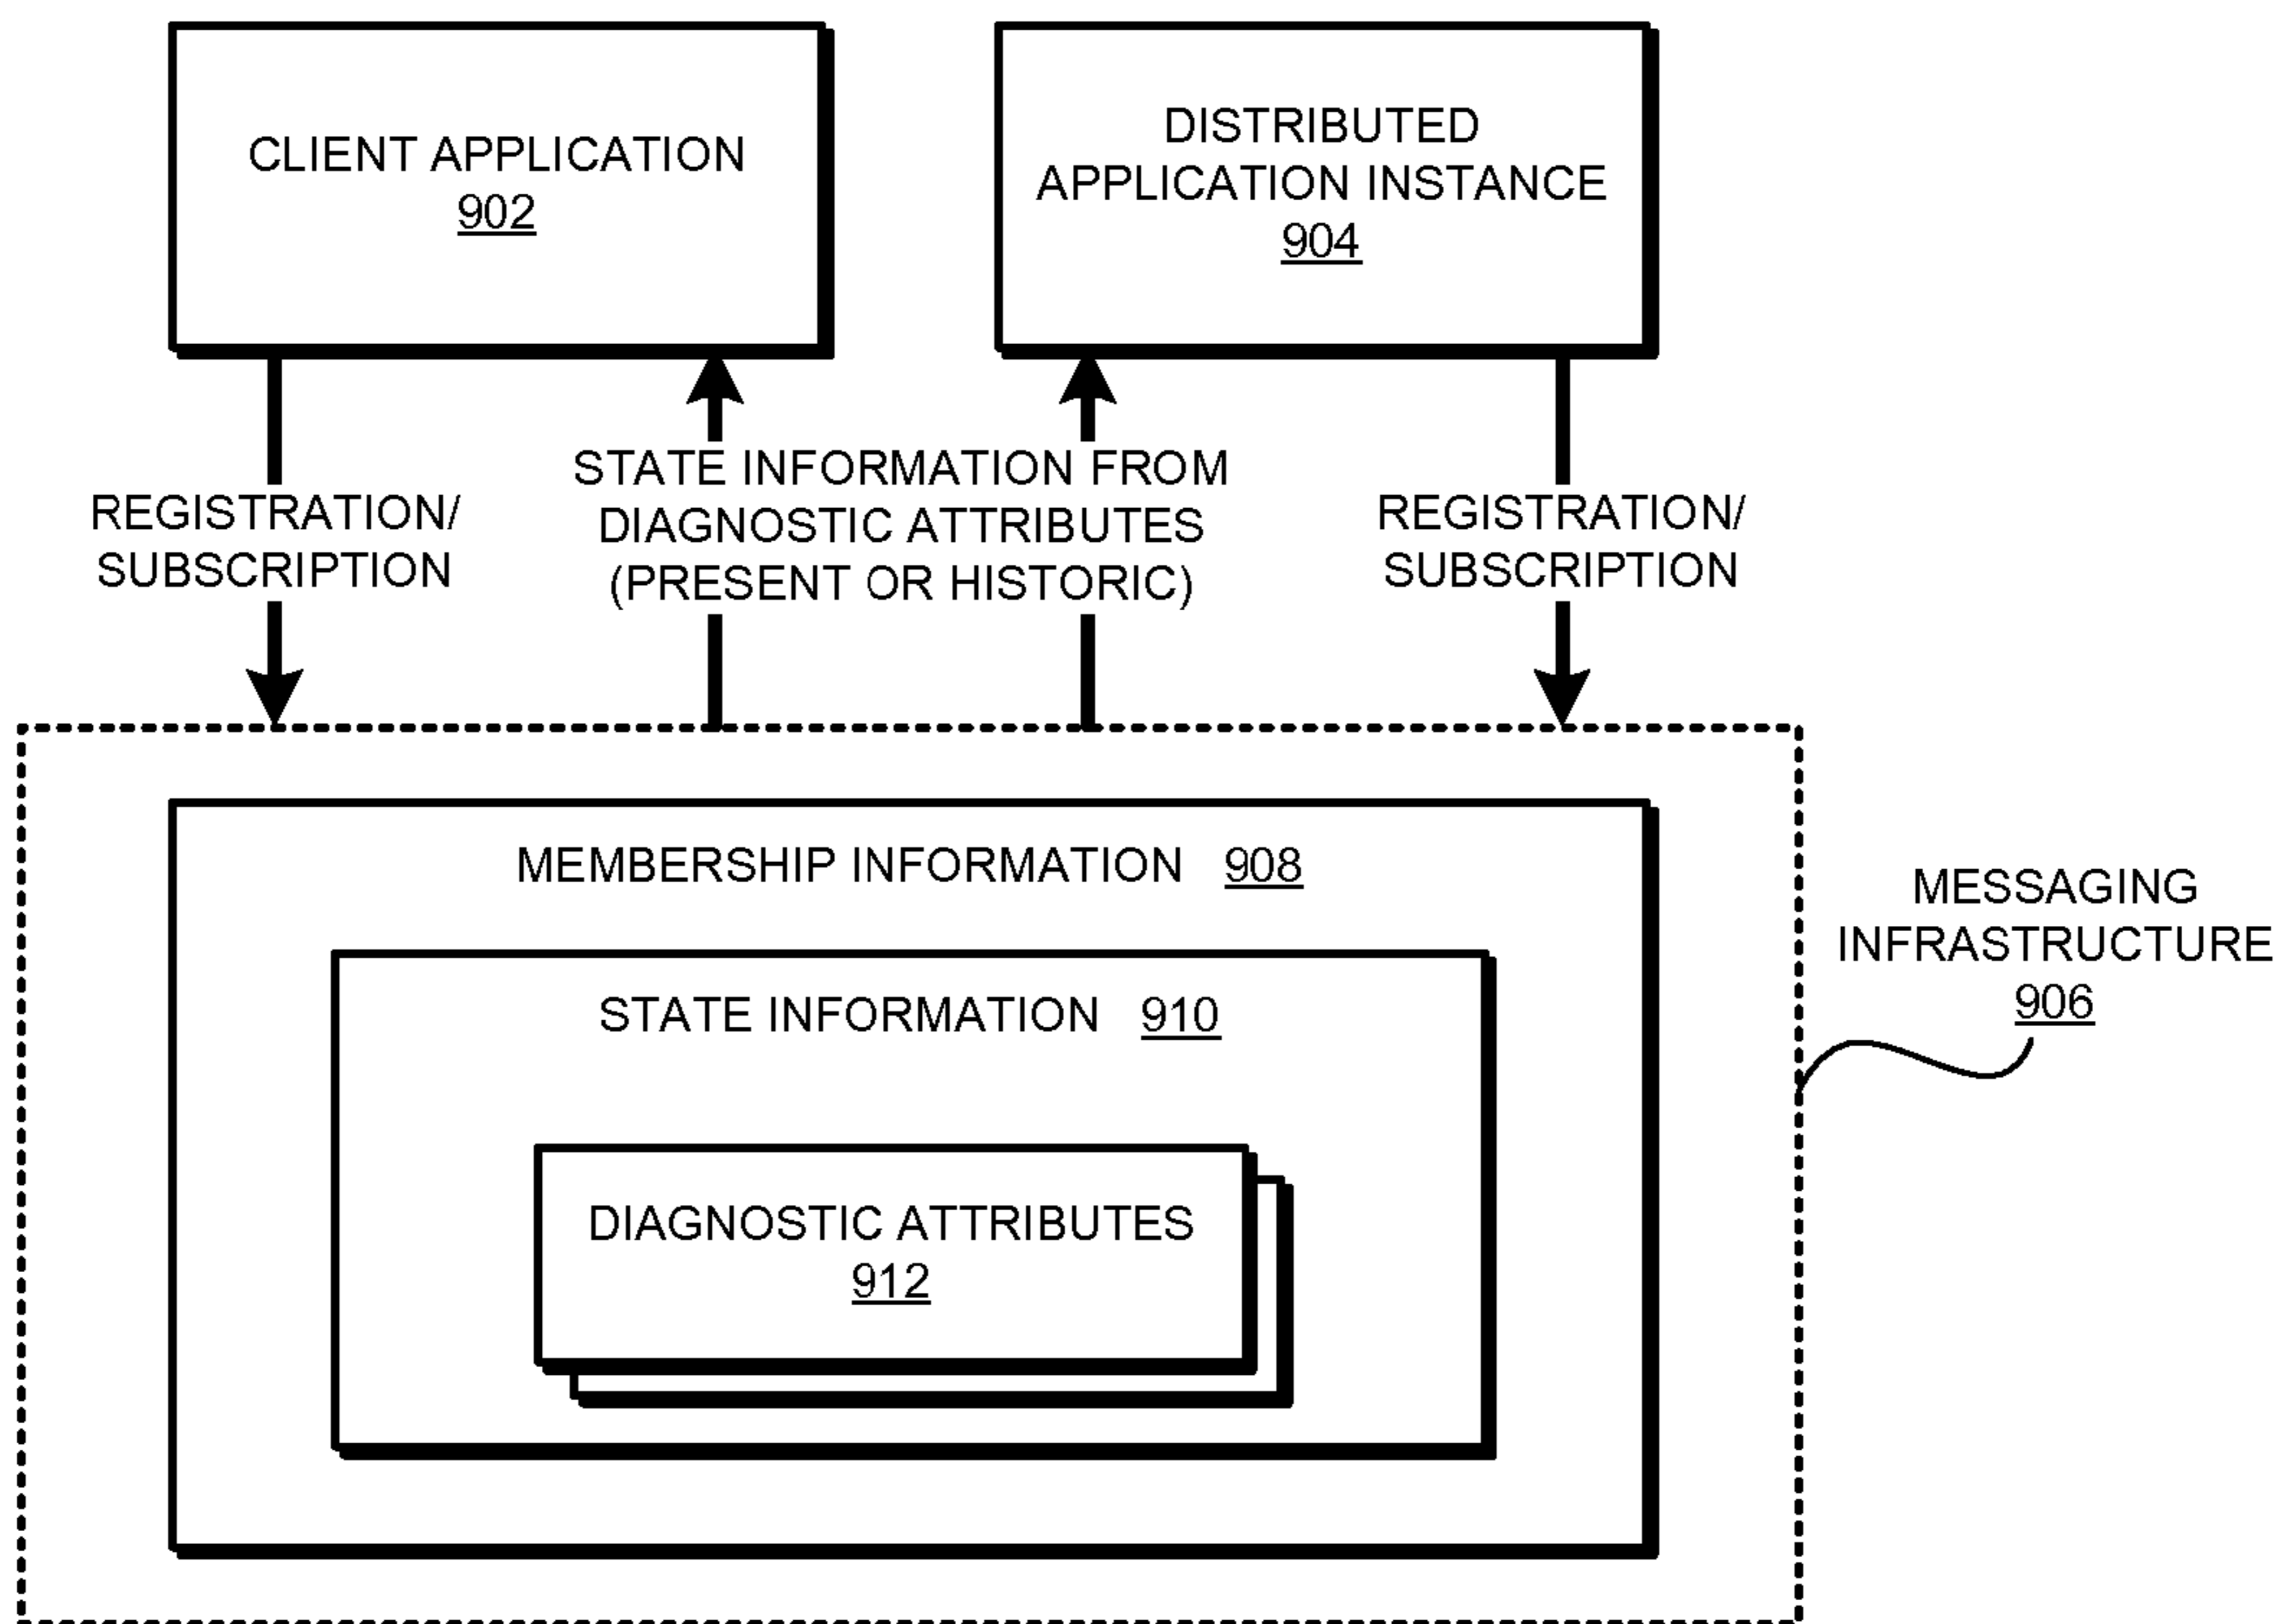 CLIENT APPLICATION
902
DISTRIBUTED
APPLICATION INSTANCE
904
REGISTRATION/
SUBSCRIPTION
STATE INFORMATION FROM
DIAGNOSTIC ATTRIBUTES
(PRESENT OR HISTORIC)
REGISTRATION/
SUBSCRIPTION
MEMBERSHIP INFORMATION 908
STATE INFORMATION 910
DIAGNOSTIC ATTRIBUTES
912
MESSAGING
INFRASTRUCTURE
906